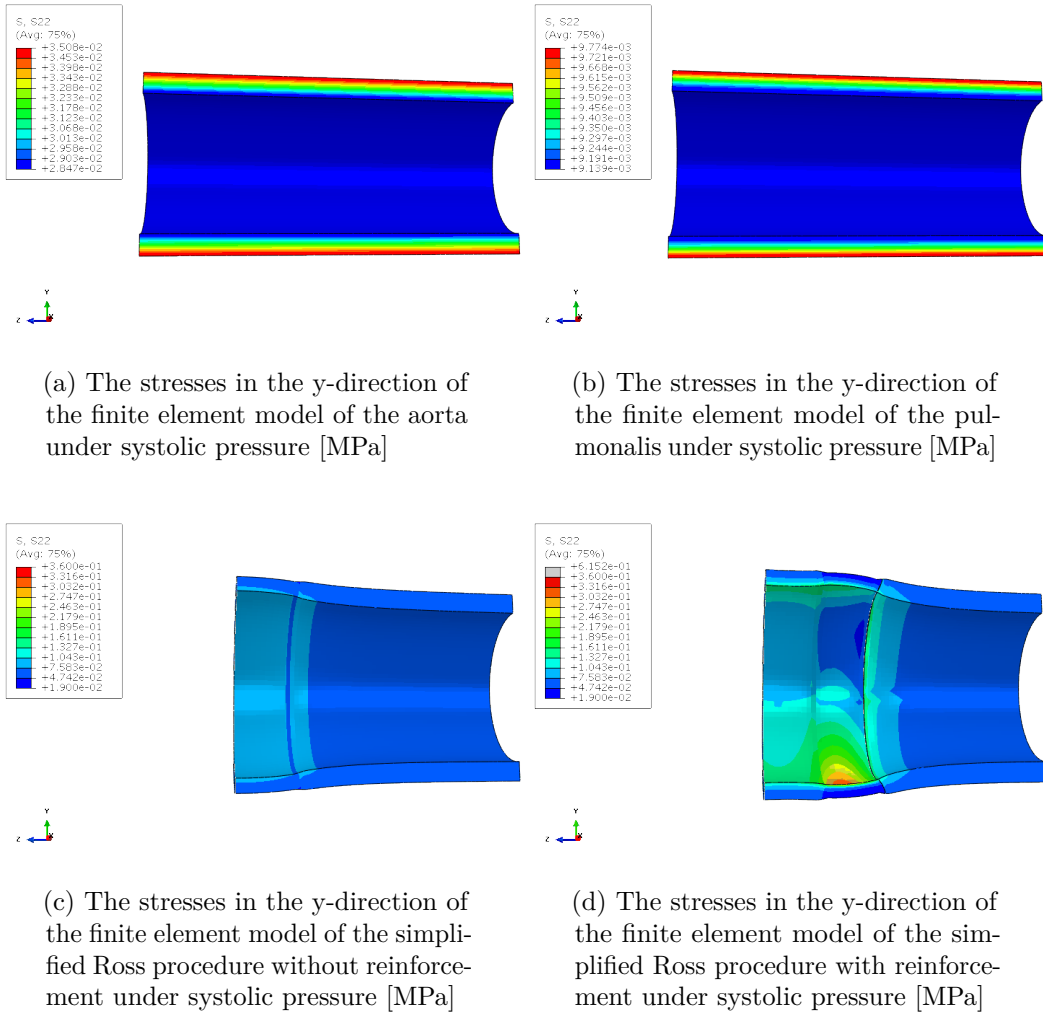 S, S22
(Avg: 75%)
+3.508e-02
+3.453e-02
+3.398e-02
+3.343e-02
+3.288e-02
+3.233e-02
+3.178e-02
+3.123e-02
+3.068e-02
+3.013e-02
+2.958e-02
+2.903e-02
+2.847e-02
Y
Z
X
(a) The stresses in the y-direction of
the finite element model of the aorta
under systolic pressure [MPa]
S, S22
(Avg: 75%)
+9.774e-03
+9.721e-03
+9.668e-03
+9.615e-03
+9.562e-03
+9.509e-03
+9.456e-03
+9.403e-03
+9.350e-03
+9.297e-03
+9.244e-03
+9.191e-03
+9.139e-03
Y
Z
X
(b) The stresses in the y-direction of
the finite element model of the pul-
monalis under systolic pressure [MPa]
S, S22
(Avg: 75%)
+3.600e-01
+3.316e-01
+3.032e-01
+2.747e-01
+2.463e-01
+2.179e-01
+1.895e-01
+1.611e-01
+1.327e-01
+1.043e-01
+7.583e-02
+4.742e-02
+1.900e-02
Y
Z
X
(c) The stresses in the y-direction of
the finite element model of the simpli-
fied Ross procedure without reinforce-
ment under systolic pressure [MPa]
S, S22
(Avg: 75%)
+6.152e-01
+3.600e-01
+3.316e-01
+3.032e-01
+2.747e-01
+2.463e-01
+2.179e-01
+1.895e-01
+1.611e-01
+1.327e-01
+1.043e-01
+7.583e-02
+4.742e-02
+1.900e-02
Y
Z
X
(d) The stresses in the y-direction of
the finite element model of the sim-
plified Ross procedure with reinforce-
ment under systolic pressure [MPa]